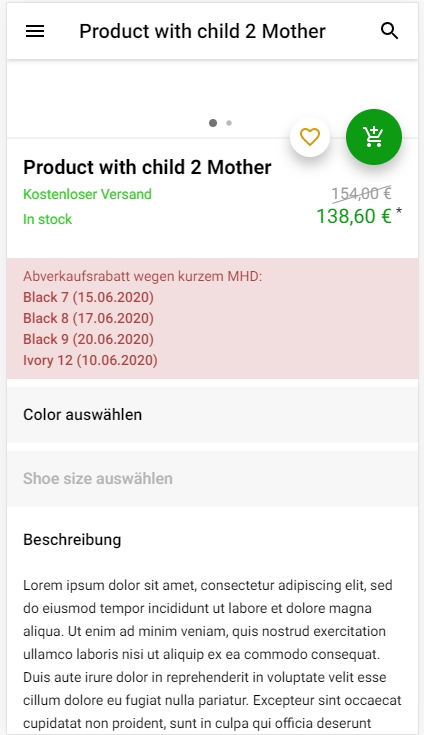 Product with child 2 Mother
Product with child 2 Mother
Kostenloser Versand
154,00 €
In stock
138,60 € *
Abverkaufsrabatt wegen kurzem MHD:
Black 7 (15.06.2020)
Black 8 (17.06.2020)
Black 9 (20.06.2020)
Ivory 12 (10.06.2020)
Color auswählen
Shoe size auswählen
Beschreibung
Lorem ipsum dolor sit amet, consectetur adipiscing elit, sed
do eiusmod tempor incididunt ut labore et dolore magna
aliqua. Ut enim ad minim veniam, quis nostrud exercitation
ullamco laboris nisi ut aliquip ex ea commodo consequat.
Duis aute irure dolor in reprehenderit in voluptate velit esse
cillum dolore eu fugiat nulla pariatur. Excepteur sint occaecat
cupidatat non proident, sunt in culpa qui officia deserunt